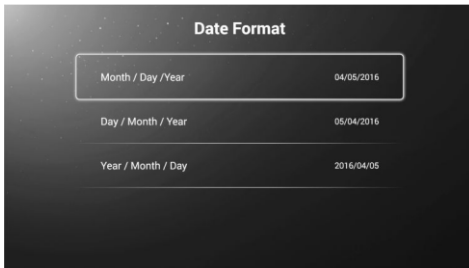 Date Format
Month / Day /Year 04/05/2016
Day / Month / Year 05/04/2016
Year / Month / Day 2016/04/05